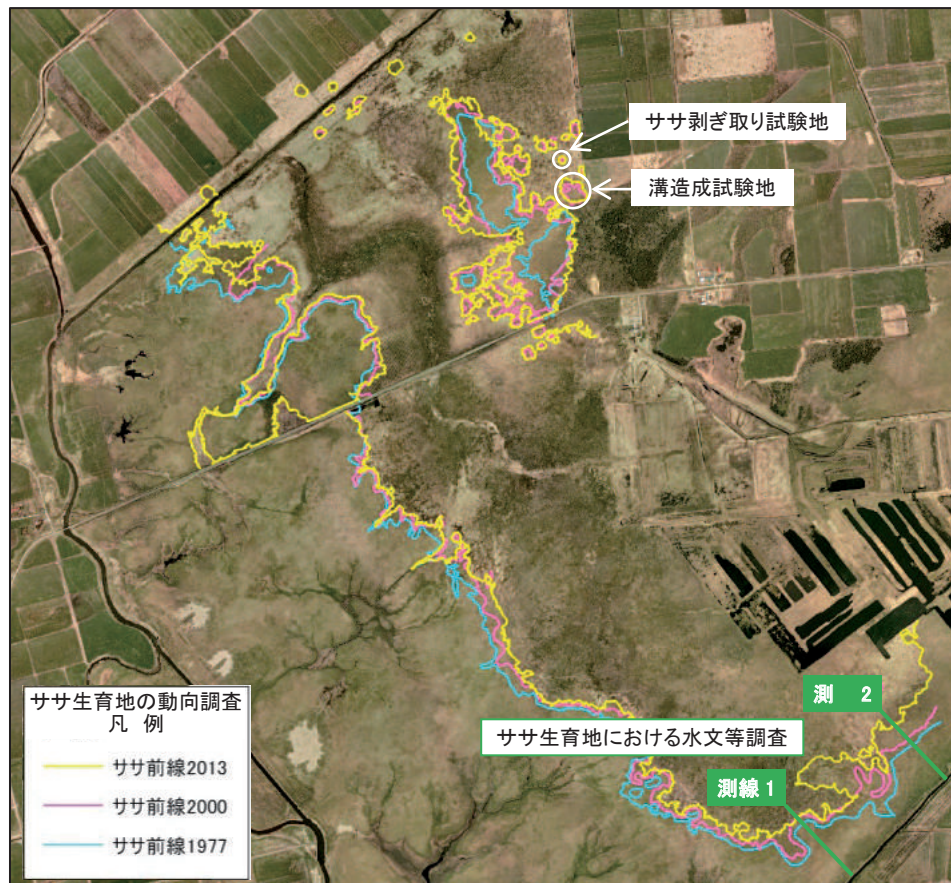 ササ剥ぎ取り試験地
溝造成試験地
測 2
ササ生育地における水文等調査
測線 1
ササ生育地の動向調査
凡 例
ササ前線2013
ササ前線2000
ササ前線1977